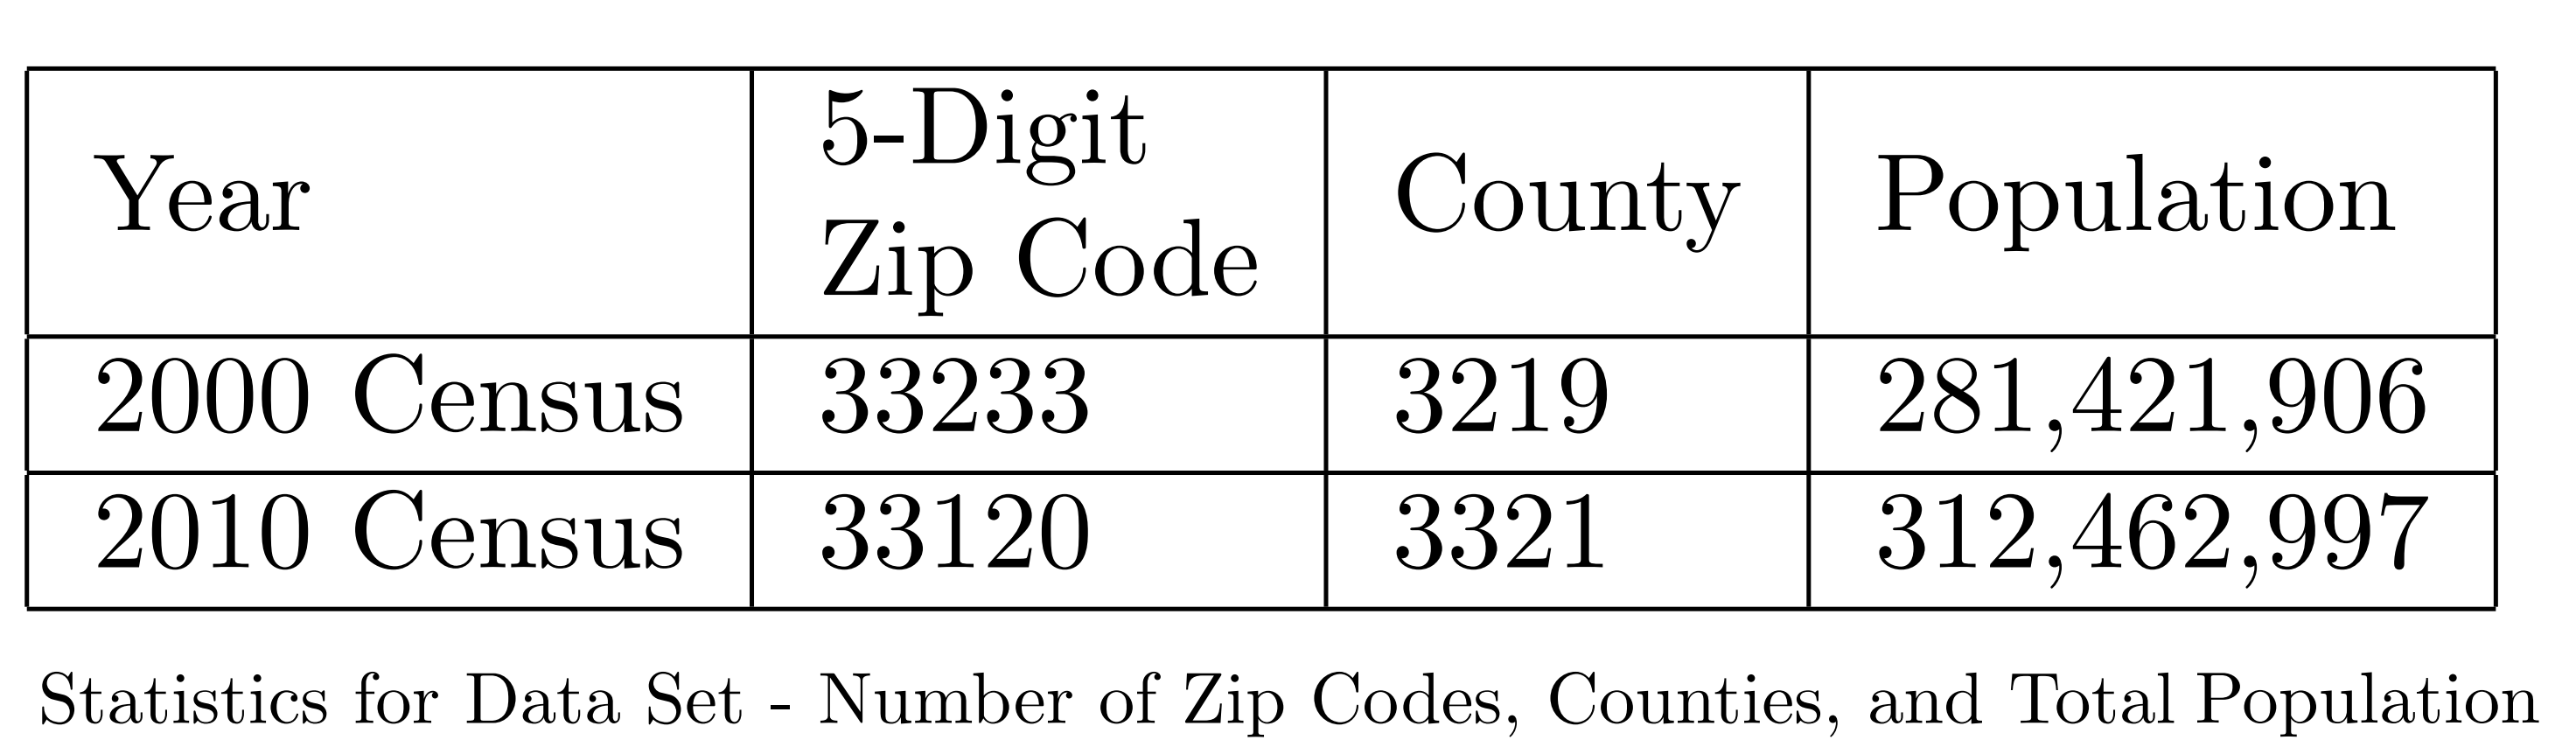 Year 5-Digit Zip Code County Population
2000 Census 33233 3219 281,421,906
2010 Census 33120 3321 312,462,997
Statistics for Data Set - Number of Zip Codes, Counties, and Total Population